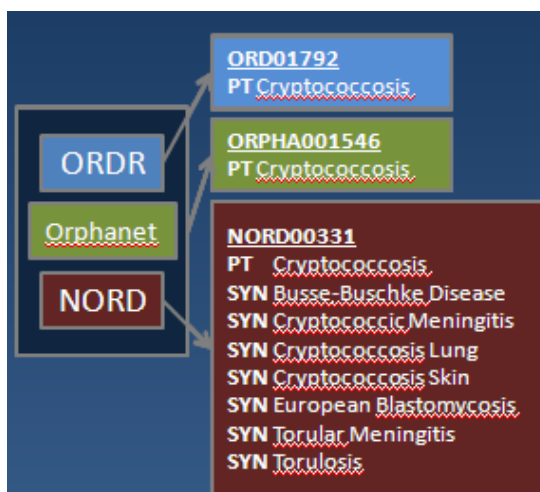 ORDR
Orphanet
NORD
ORD01792
PT Cryptococcosis
ORPHA001546
PT Cryptococcosis
NORD00331
PT Cryptococcosis
SYN Busse-Buschke Disease
SYN Cryptococcic Meningitis
SYN Cryptococcosis Lung
SYN Cryptococcosis Skin
SYN European Blastomycosis
SYN Torular Meningitis
SYN Torulosis